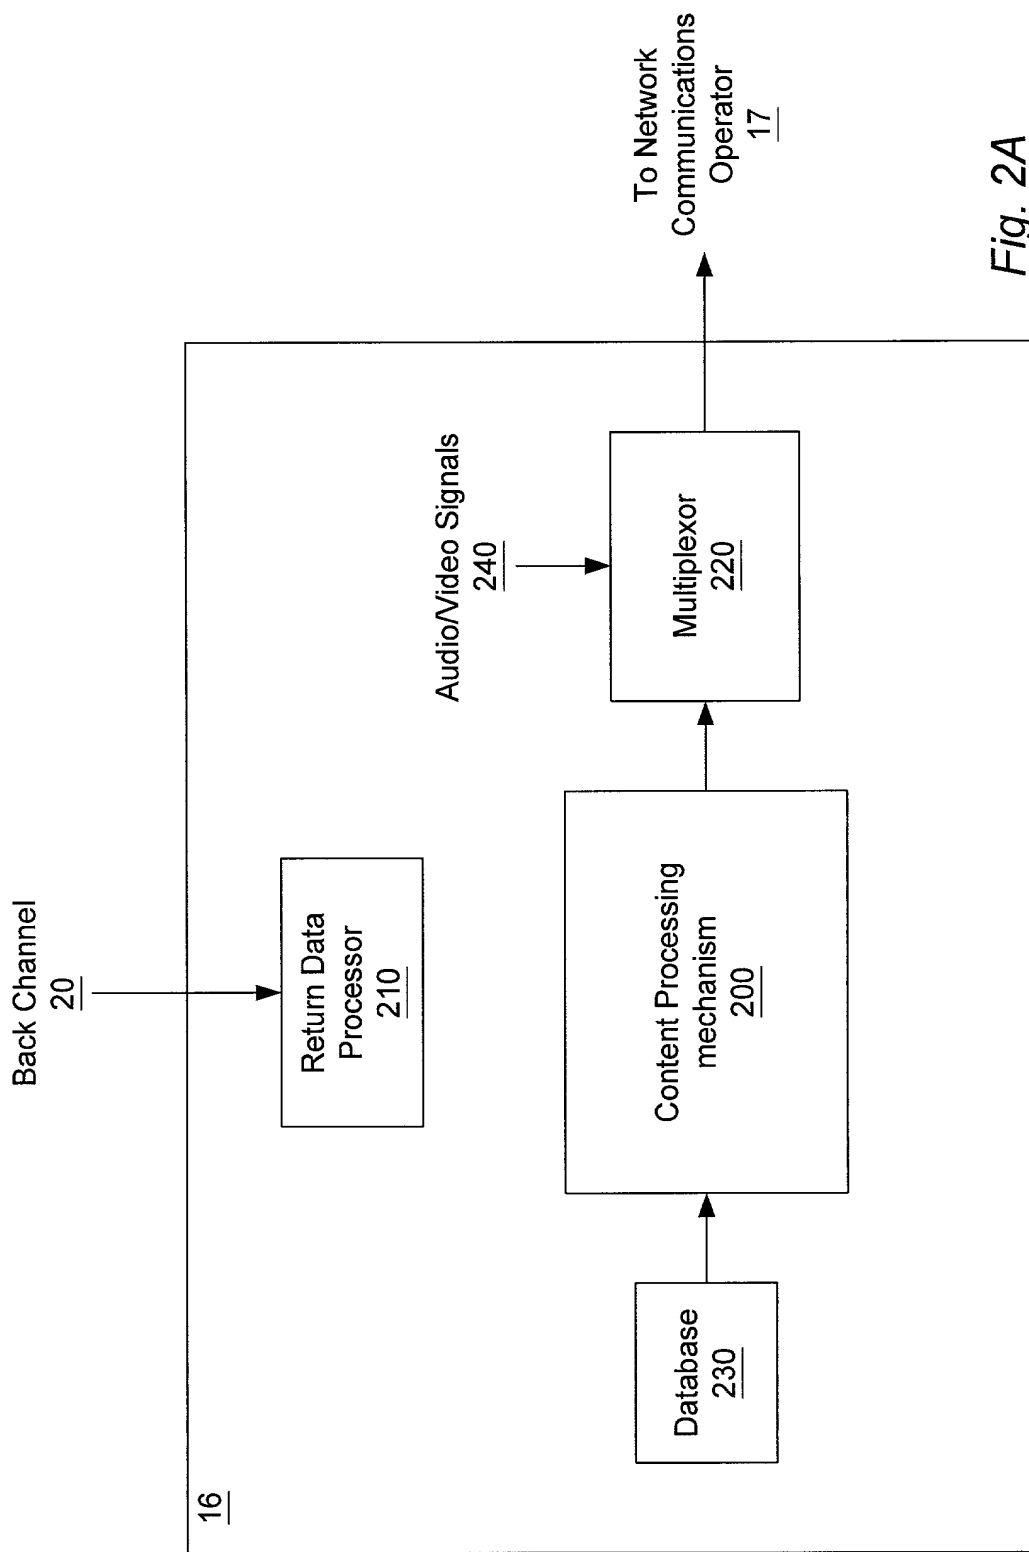 Back Channel
20
16
Return Data
Processor
210
Audio/Video Signals
240
Database
230
Content Processing
mechanism
200
Multiplexor
220
To Network
Communications
Operator
17
Fig. 2A